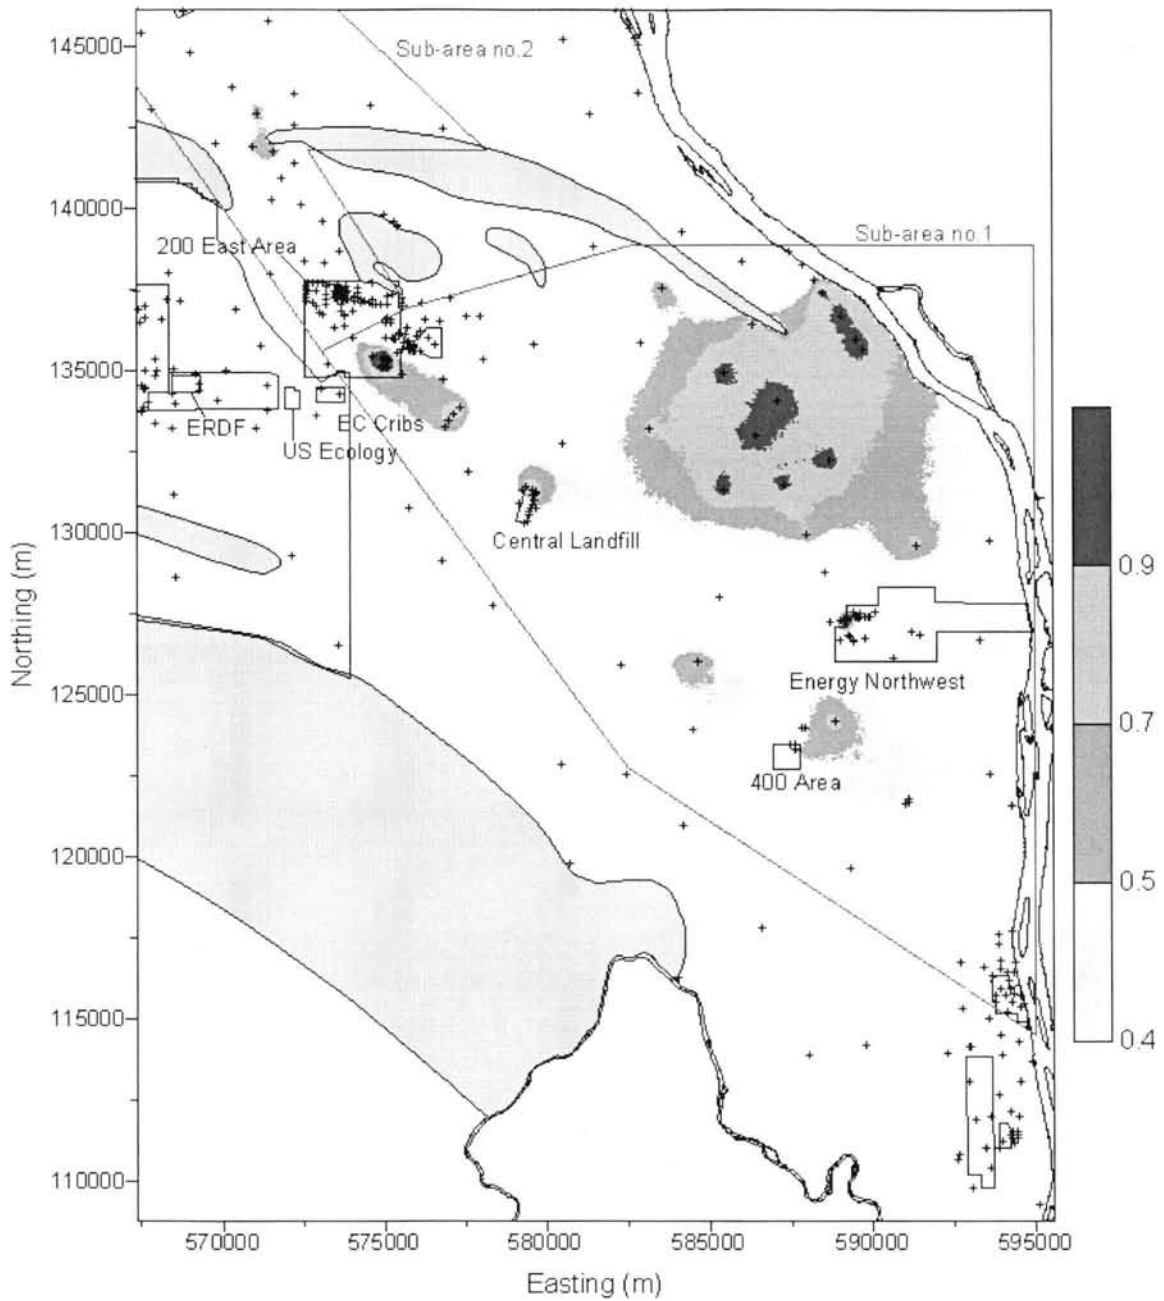 145000
Sub-area no.2
140000
200 East Area
Sub-area no.1
135000
ERDF
EC Cribs
US Ecology
130000
Central Landfill
0.9
Energy Northwest
125000
0.7
400 Area
120000
0.5
115000
0.4
110000
Northing (m)
570000
575000
580000
585000
590000
595000
Easting (m)